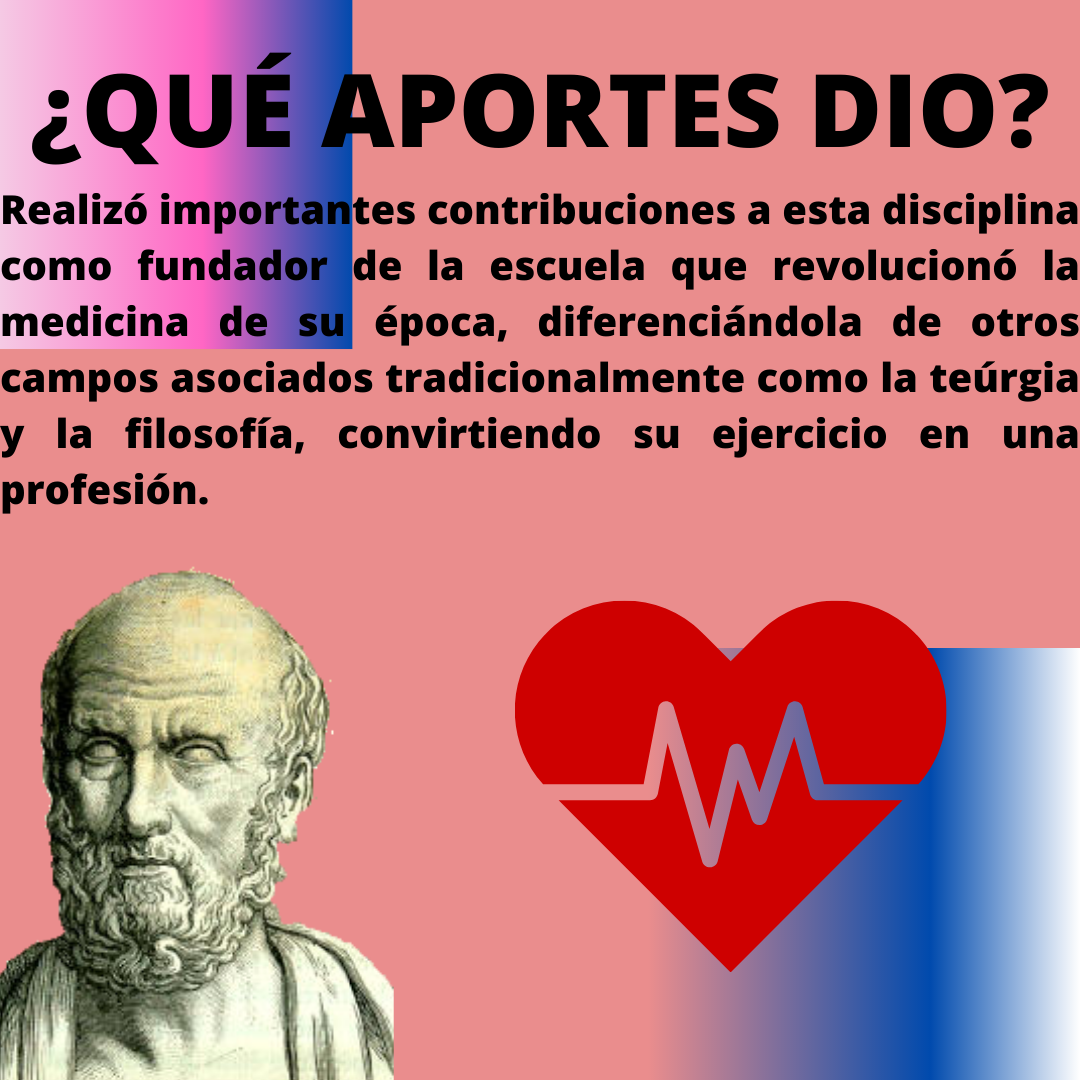 ¿QUÉ APORTES DIO?
Realizó importantes contribuciones a esta disciplina
como fundador de la escuela que revolucionó la
medicina de su época, diferenciándola de otros
campos asociados tradicionalmente como la teúrgia
y la filosofía, convirtiendo su ejercicio en una
profesión.